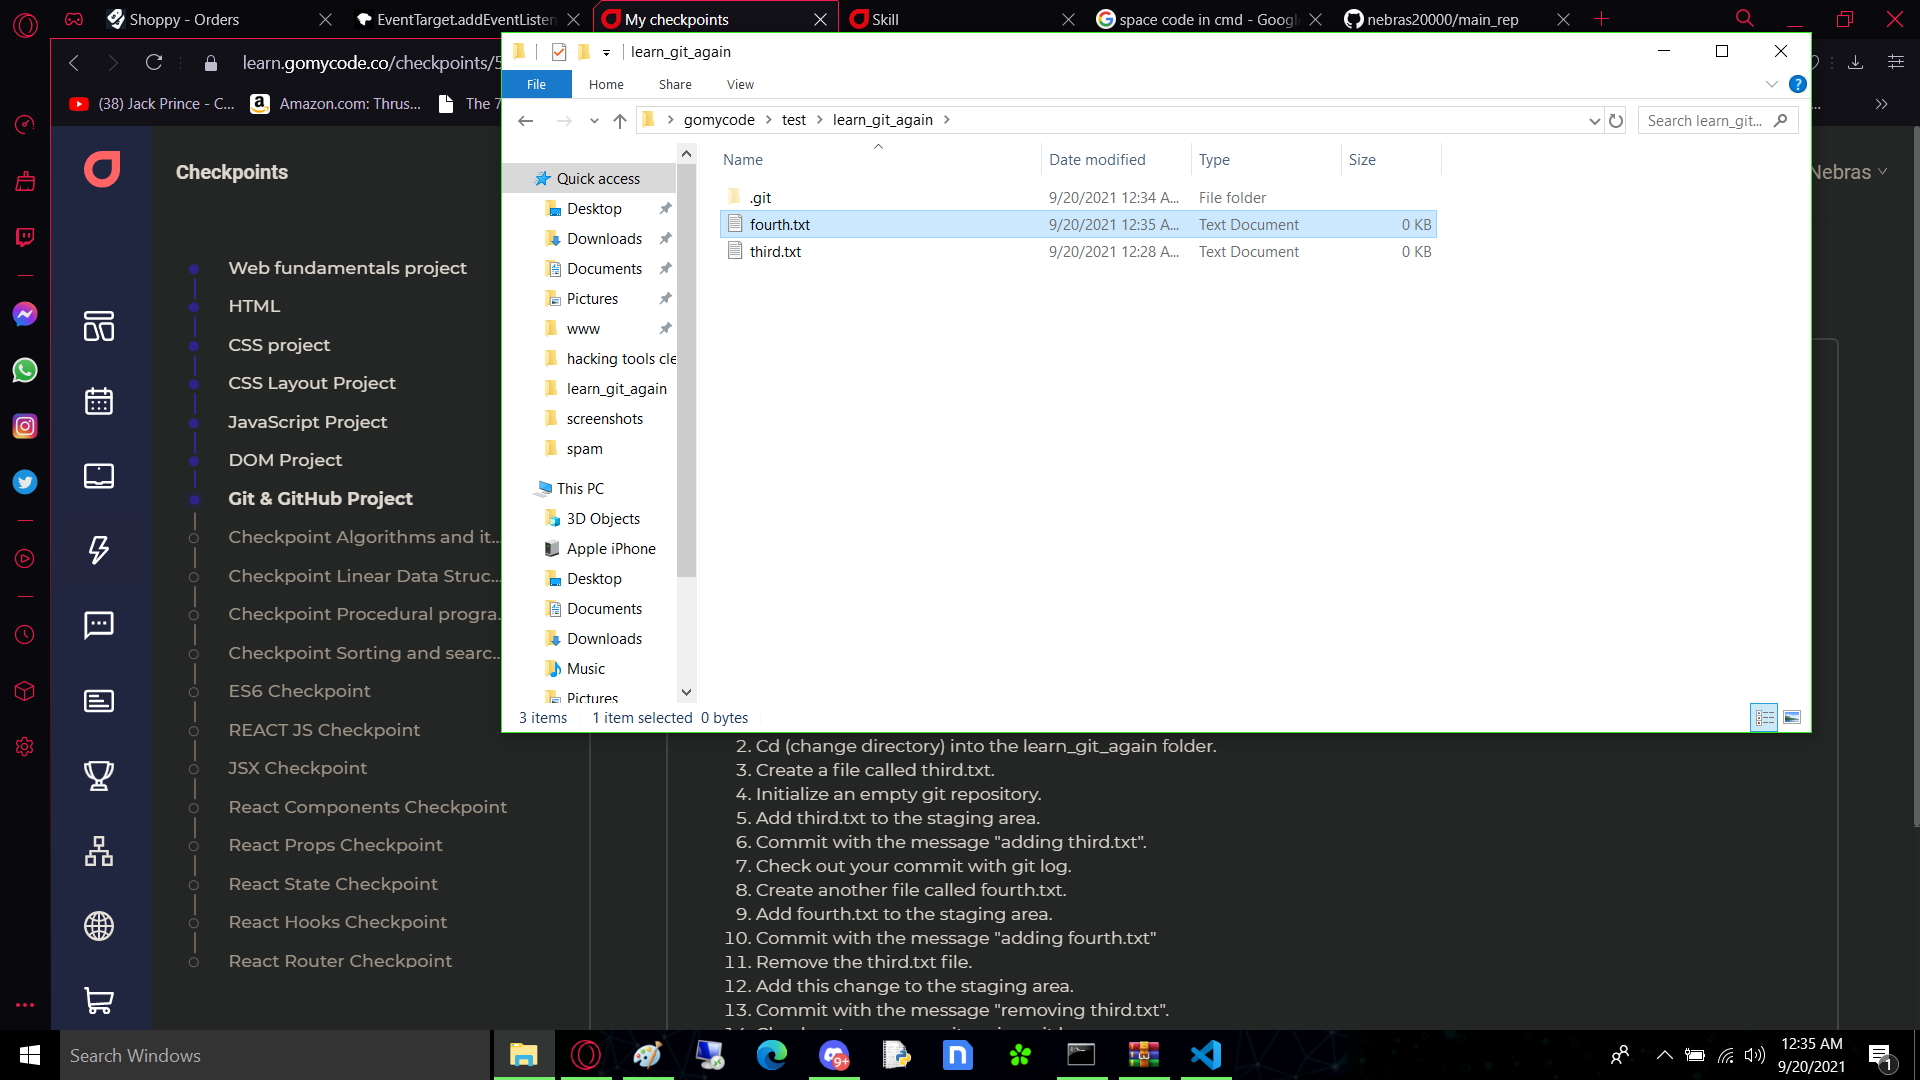 Shoppy - Orders
EventTarget.addEventListen
My checkpoints
Skill
space code in cmd - Googl
nebras20000/main_rep
learn.gomycode.co/checkpoints/5
(38) Jack Prince - C...
Amazon.com: Thrus...
The 7
learn_git_again
File
Home
Share
View
gomycode
test
learn_git_again
Search learn_git...
Name
Date modified
Type
Size
.git
9/20/2021 12:34 A...
File folder
fourth.txt
9/20/2021 12:35 A...
Text Document
0 KB
third.txt
9/20/2021 12:28 A...
Text Document
0 KB
Quick access
Desktop
Downloads
Documents
Pictures
www
hacking tools cle
learn_git_again
screenshots
spam
This PC
3D Objects
Apple iPhone
Desktop
Documents
Downloads
Music
Pictures
3 items
1 item selected 0 bytes
Checkpoints
Nebras
Web fundamentals project
HTML
CSS project
CSS Layout Project
JavaScript Project
DOM Project
Git & GitHub Project
Checkpoint Algorithms and it...
Checkpoint Linear Data Struc...
Checkpoint Procedural progra.
Checkpoint Sorting and searc...
ES6 Checkpoint
REACT JS Checkpoint
JSX Checkpoint
React Components Checkpoint
React Props Checkpoint
React State Checkpoint
React Hooks Checkpoint
React Router Checkpoint
2. Cd (change directory) into the learn_git_again folder.
3. Create a file called third.txt.
4. Initialize an empty git repository.
5. Add third.txt to the staging area.
6. Commit with the message "adding third.txt".
7. Check out your commit with git log.
8. Create another file called fourth.txt.
9. Add fourth.txt to the staging area.
10. Commit with the message "adding fourth.txt"
11. Remove the third.txt file.
12. Add this change to the staging area.
13. Commit with the message "removing third.txt".
Search Windows
9+
12:35 AM
9/20/2021
1